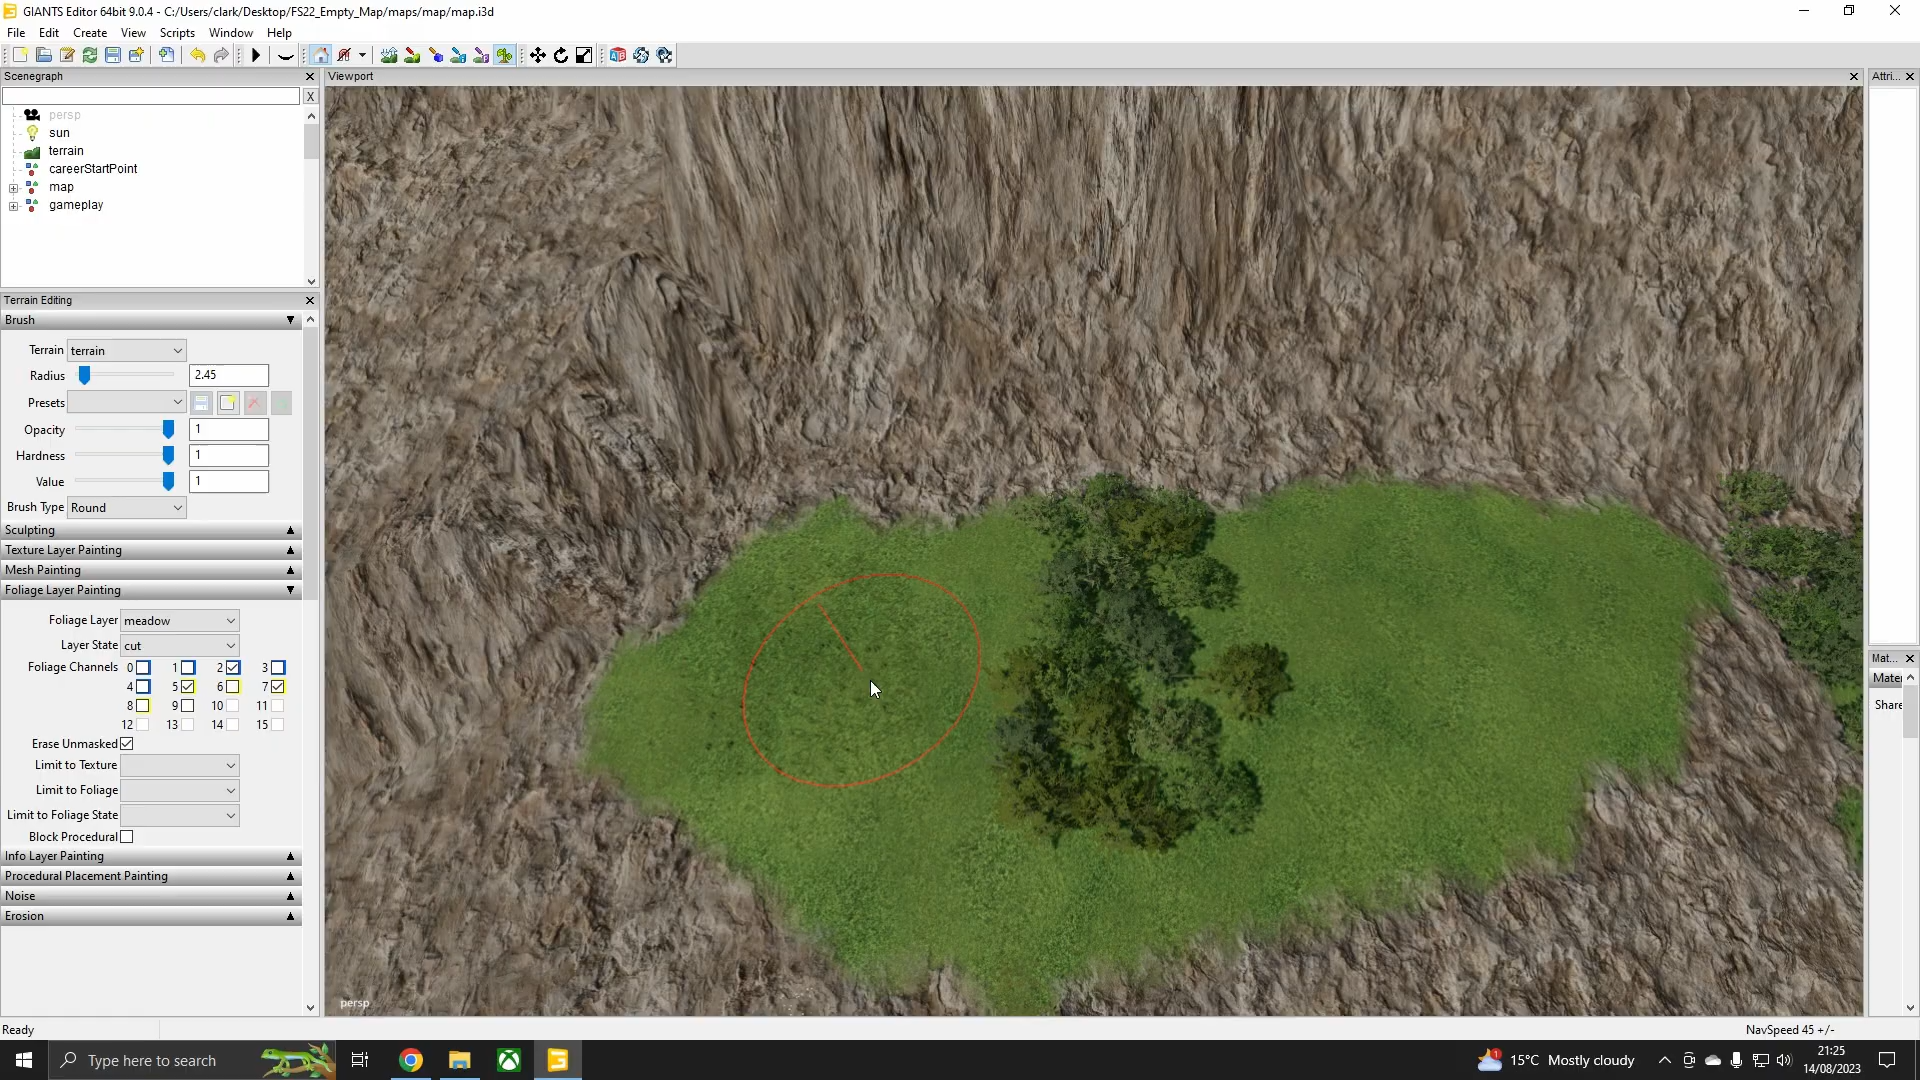 GIANTS Editor 64bit 9.0.4 - C:/Users/clark/Desktop/FS22_Empty_Map/maps/map/map.i3d
File Edit Create View Scripts Window Help
Scenegraph
X
persp
sun
terrain
careerStartPoint
map
gameplay
Terrain Editing
Brush
Terrain terrain
Radius 2.45
Presets
Opacity 1
Hardness 1
Value 1
Brush Type Round
Sculpting
Texture Layer Painting
Mesh Painting
Foliage Layer Painting
Foliage Layer meadow
Layer State cut
Foliage Channels 0 1 2 3
4 5 6 7
8 9 10 11
12 13 14 15
Erase Unmasked
Limit to Texture
Limit to Foliage
Limit to Foliage State
Block Procedural
Info Layer Painting
Procedural Placement Painting
Noise
Erosion
Viewport
persp
Attri...
Mat...
Mater
Share
Ready
NavSpeed 45 +/-
Type here to search
1
15°C Mostly cloudy
21:25
14/08/2023